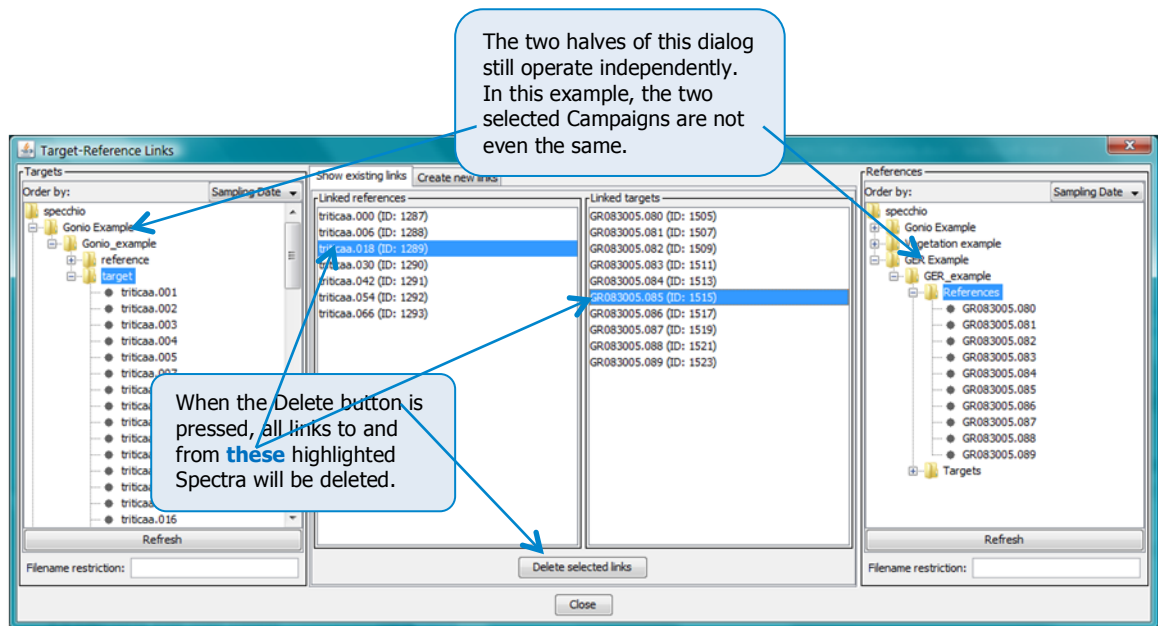 The two halves of this dialog
still operate independently.
In this example, the two
selected Campaigns are not
even the same.
Target-Reference Links
Targets
Order by:
Sampling Date
specchio
Gonio Example
Gonio_example
reference
target
triticaa.001
triticaa.002
triticaa.003
triticaa.004
triticaa.005
triticaa.016
Refresh
Filename restriction:
Show existing links
Create new links
Linked references
triticaa.000 (ID: 1287)
triticaa.006 (ID: 1288)
triticaa.018 (ID: 1289)
triticaa.030 (ID: 1290)
triticaa.042 (ID: 1291)
triticaa.054 (ID: 1292)
triticaa.066 (ID: 1293)
Linked targets
GR083005.080 (ID: 1505)
GR083005.081 (ID: 1507)
GR083005.082 (ID: 1509)
GR083005.083 (ID: 1511)
GR083005.084 (ID: 1513)
GR083005.085 (ID: 1515)
GR083005.086 (ID: 1517)
GR083005.087 (ID: 1519)
GR083005.088 (ID: 1521)
GR083005.089 (ID: 1523)
When the Delete button is
pressed, all links to and
from these highlighted
Spectra will be deleted.
Delete selected links
References
Order by:
Sampling Date
specchio
Gonio Example
Vegetation example
GER Example
GER_example
References
GR083005.080
GR083005.081
GR083005.082
GR083005.083
GR083005.084
GR083005.085
GR083005.086
GR083005.087
GR083005.088
GR083005.089
Targets
Refresh
Filename restriction:
Close